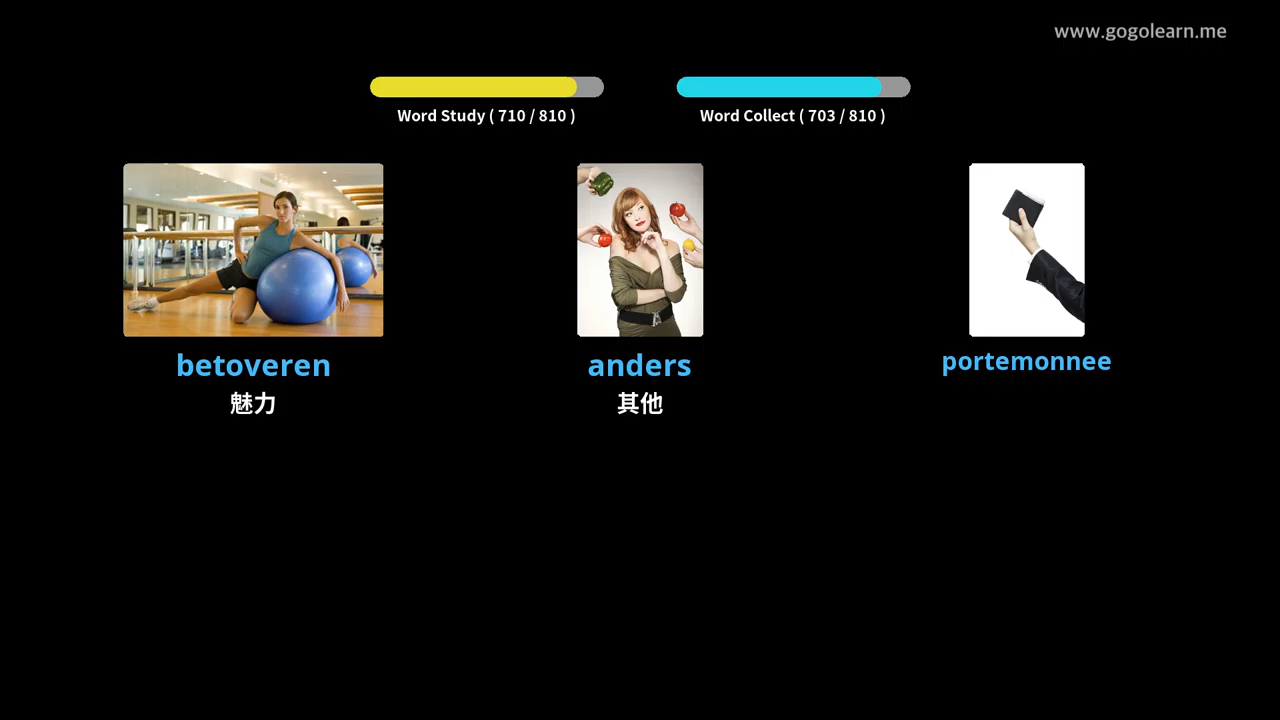 www.gogolearn.me
Word Study ( 710 / 810 )
Word Collect ( 703 / 810 )
betoveren
魅力
anders
其他
portemonnee